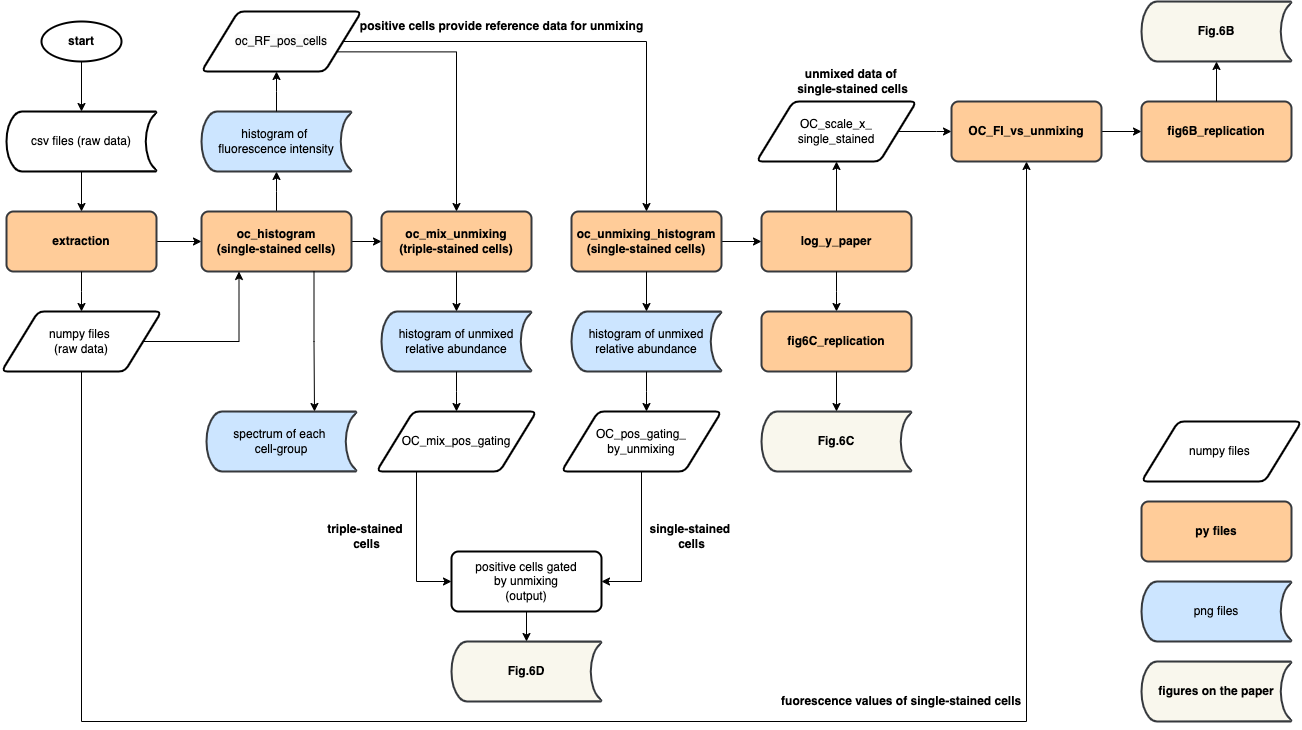 start
csv files (raw data)
extraction
numpy files
(raw data)
oc_RF_pos_cells
positive cells provide reference data for unmixing
histogram of
fluorescence intensity
oc_histogram
(single-stained cells)
spectrum of each
cell-group
oc_mix_unmixing
(triple-stained cells)
histogram of unmixed
relative abundance
OC_mix_pos_gating
triple-stained
cells
oc_unmixing_histogram
(single-stained cells)
histogram of unmixed
relative abundance
OC_pos_gating_
by_unmixing
single-stained
cells
positive cells gated
by unmixing
(output)
Fig.6D
unmixed data of
single-stained cells
OC_scale_x_
single_stained
log_y_paper
fig6C_replication
Fig.6C
OC_FI_vs_unmixing
fig6B_replication
Fig.6B
fuorescence values of single-stained cells
numpy files
py files
png files
figures on the paper